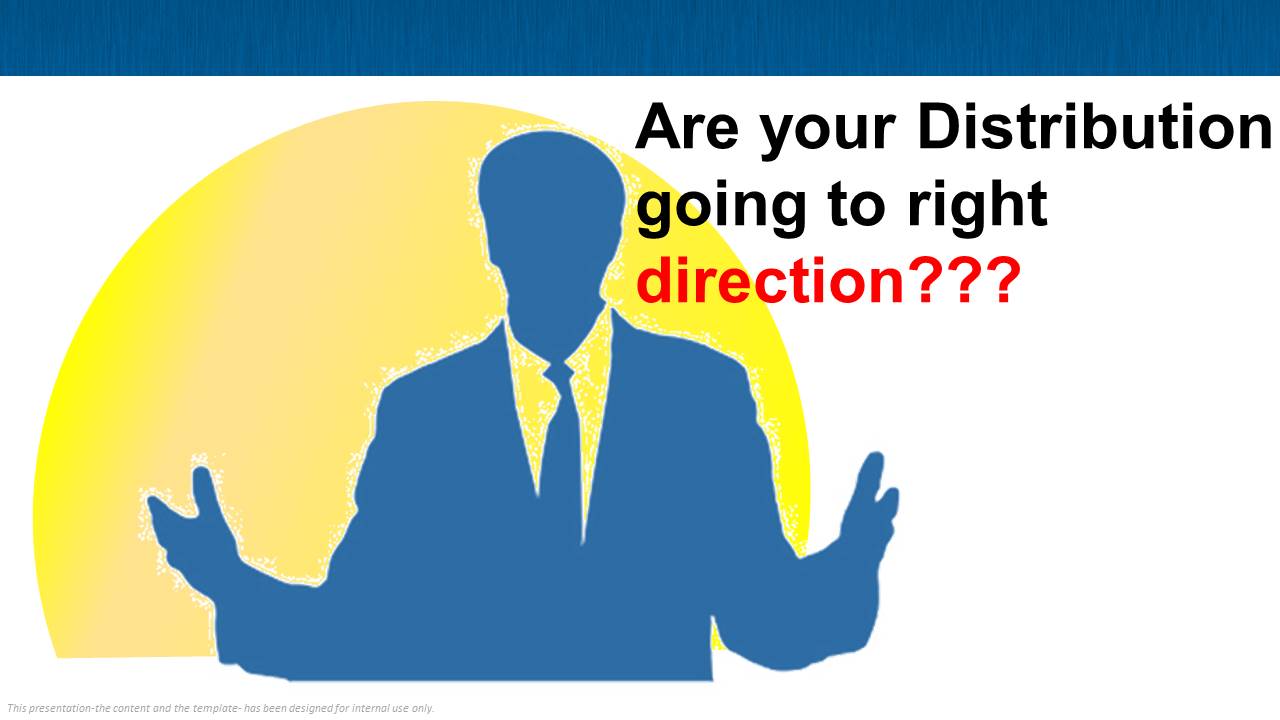 Are your Distribution
going to right
direction???
This presentation-the content and the template- has been designed for internal use only.